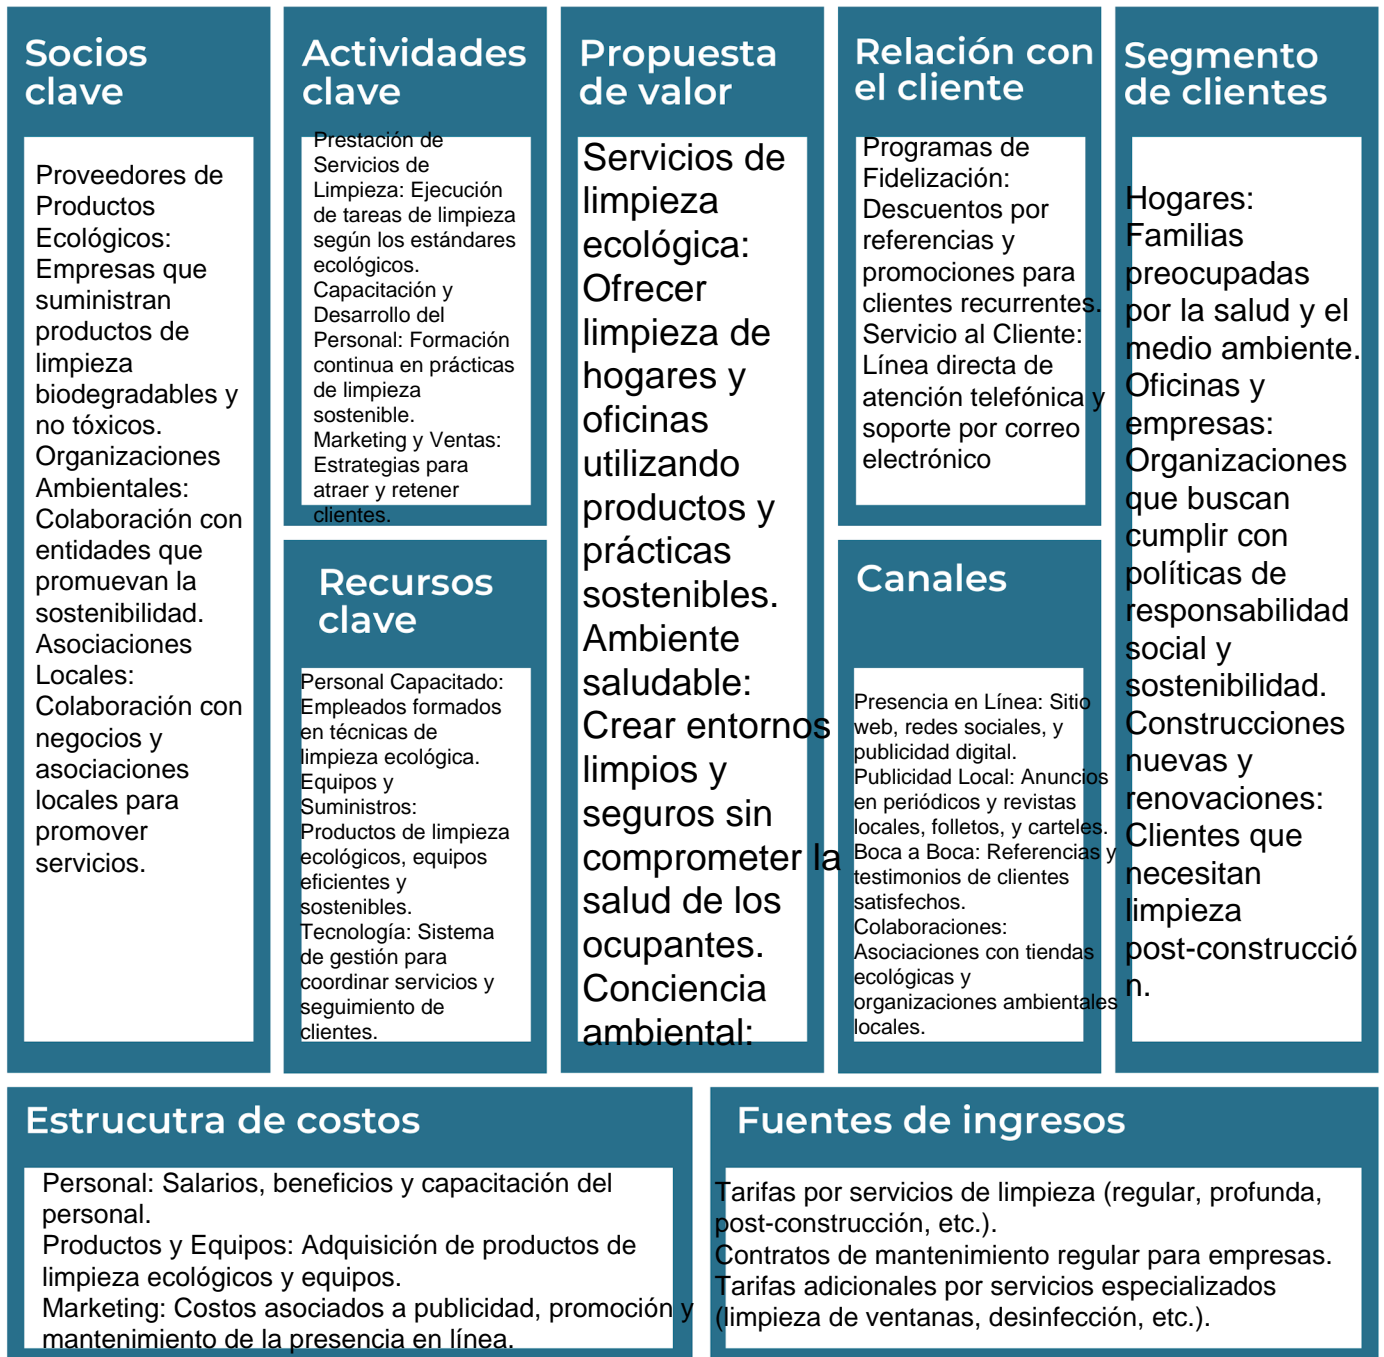 Socios
clave
Proveedores de
Productos
Ecológicos:
Empresas que
suministran
productos de
limpieza
biodegradables y
no tóxicos.
Organizaciones
Ambientales:
Colaboración con
entidades que
promuevan la
sostenibilidad.
Asociaciones
Locales:
Colaboración con
negocios y
asociaciones
locales para
promover
servicios.
Actividades
clave
Prestación de
Servicios de
Limpieza: Ejecución
de tareas de limpieza
según los estándares
ecológicos.
Capacitación y
Desarrollo del
Personal: Formación
continua en prácticas
de limpieza
sostenible.
Marketing y Ventas:
Estrategias para
atraer y retener
clientes.
Recursos
clave
Personal Capacitado:
Empleados formados
en técnicas de
limpieza ecológica.
Equipos y
Suministros:
Productos de limpieza
ecológicos, equipos
eficientes y
sostenibles.
Tecnología: Sistema
de gestión para
coordinar servicios y
seguimiento de
clientes.
Propuesta
de valor
Servicios de
limpieza
ecológica:
Ofrecer
limpieza de
hogares y
oficinas
utilizando
productos y
prácticas
sostenibles.
Ambiente
saludable:
Crear entornos
limpios y
seguros sin
comprometer la
salud de los
ocupantes.
Conciencia
ambiental:
Relación con
el cliente
Programas de
Fidelización:
Descuentos por
referencias y
promociones para
clientes recurrentes.
Servicio al Cliente:
Línea directa de
atención telefónica y
soporte por correo
electrónico
Canales
Presencia en Línea: Sitio
web, redes sociales, y
publicidad digital.
Publicidad Local: Anuncios
en periódicos y revistas
locales, folletos, y carteles.
Boca a Boca: Referencias y
testimonios de clientes
satisfechos.
Colaboraciones:
Asociaciones con tiendas
ecológicas y
organizaciones ambientales
locales.
Segmento
de clientes
Hogares:
Familias
preocupadas
por la salud y el
medio ambiente.
Oficinas y
empresas:
Organizaciones
que buscan
cumplir con
políticas de
responsabilidad
social y
sostenibilidad.
Construcciones
nuevas y
renovaciones:
Clientes que
necesitan
limpieza
post-construcció
n.
Estrucutra de costos
Personal: Salarios, beneficios y capacitación del
personal.
Productos y Equipos: Adquisición de productos de
limpieza ecológicos y equipos.
Marketing: Costos asociados a publicidad, promoción y
mantenimiento de la presencia en línea.
Fuentes de ingresos
Tarifas por servicios de limpieza (regular, profunda,
post-construcción, etc.).
Contratos de mantenimiento regular para empresas.
Tarifas adicionales por servicios especializados
(limpieza de ventanas, desinfección, etc.).